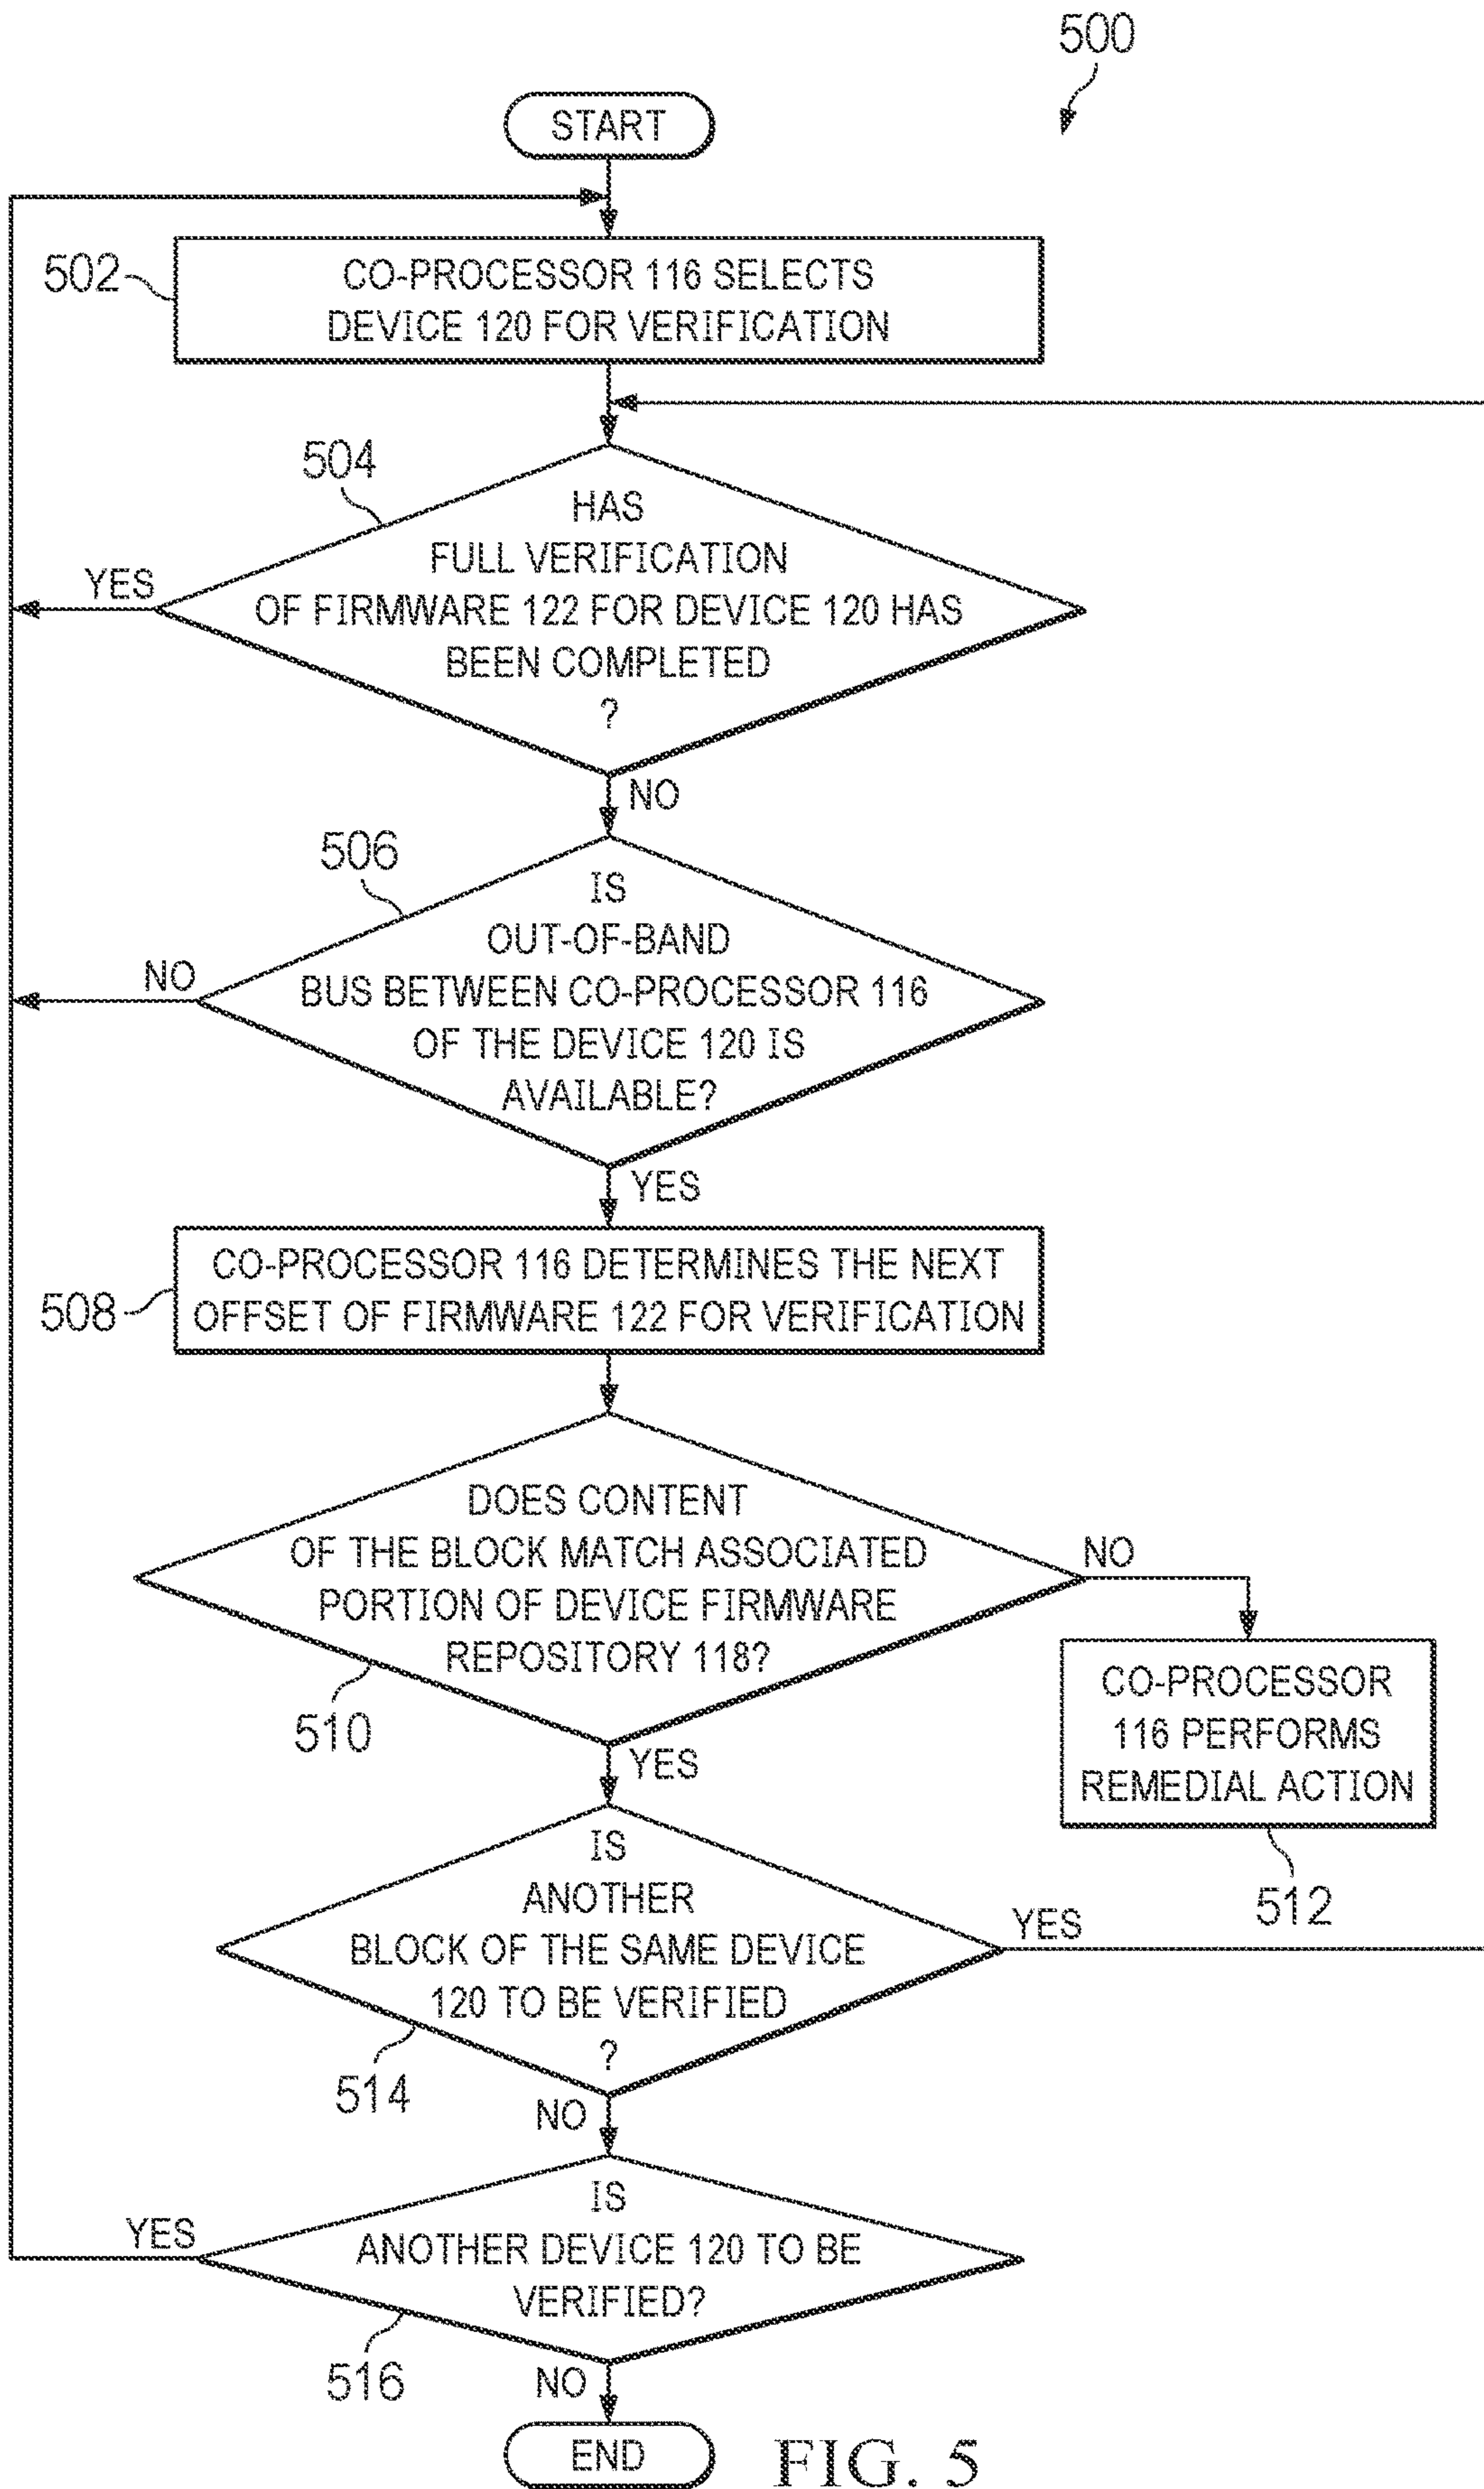 500
START
502
CO-PROCESSOR 116 SELECTS
DEVICE 120 FOR VERIFICATION
504
HAS
FULL VERIFICATION
OF FIRMWARE 122 FOR DEVICE 120 HAS
BEEN COMPLETED
?
YES
NO
506
IS
OUT-OF-BAND
BUS BETWEEN CO-PROCESSOR 116
OF THE DEVICE 120 IS
AVAILABLE?
NO
YES
508
CO-PROCESSOR 116 DETERMINES THE NEXT
OFFSET OF FIRMWARE 122 FOR VERIFICATION
DOES CONTENT
OF THE BLOCK MATCH ASSOCIATED
PORTION OF DEVICE FIRMWARE
REPOSITORY 118?
510
NO
YES
CO-PROCESSOR
116 PERFORMS
REMEDIAL ACTION
512
IS
ANOTHER
BLOCK OF THE SAME DEVICE
120 TO BE VERIFIED
?
514
YES
NO
IS
ANOTHER DEVICE 120 TO BE
VERIFIED?
516
YES
NO
END
FIG. 5